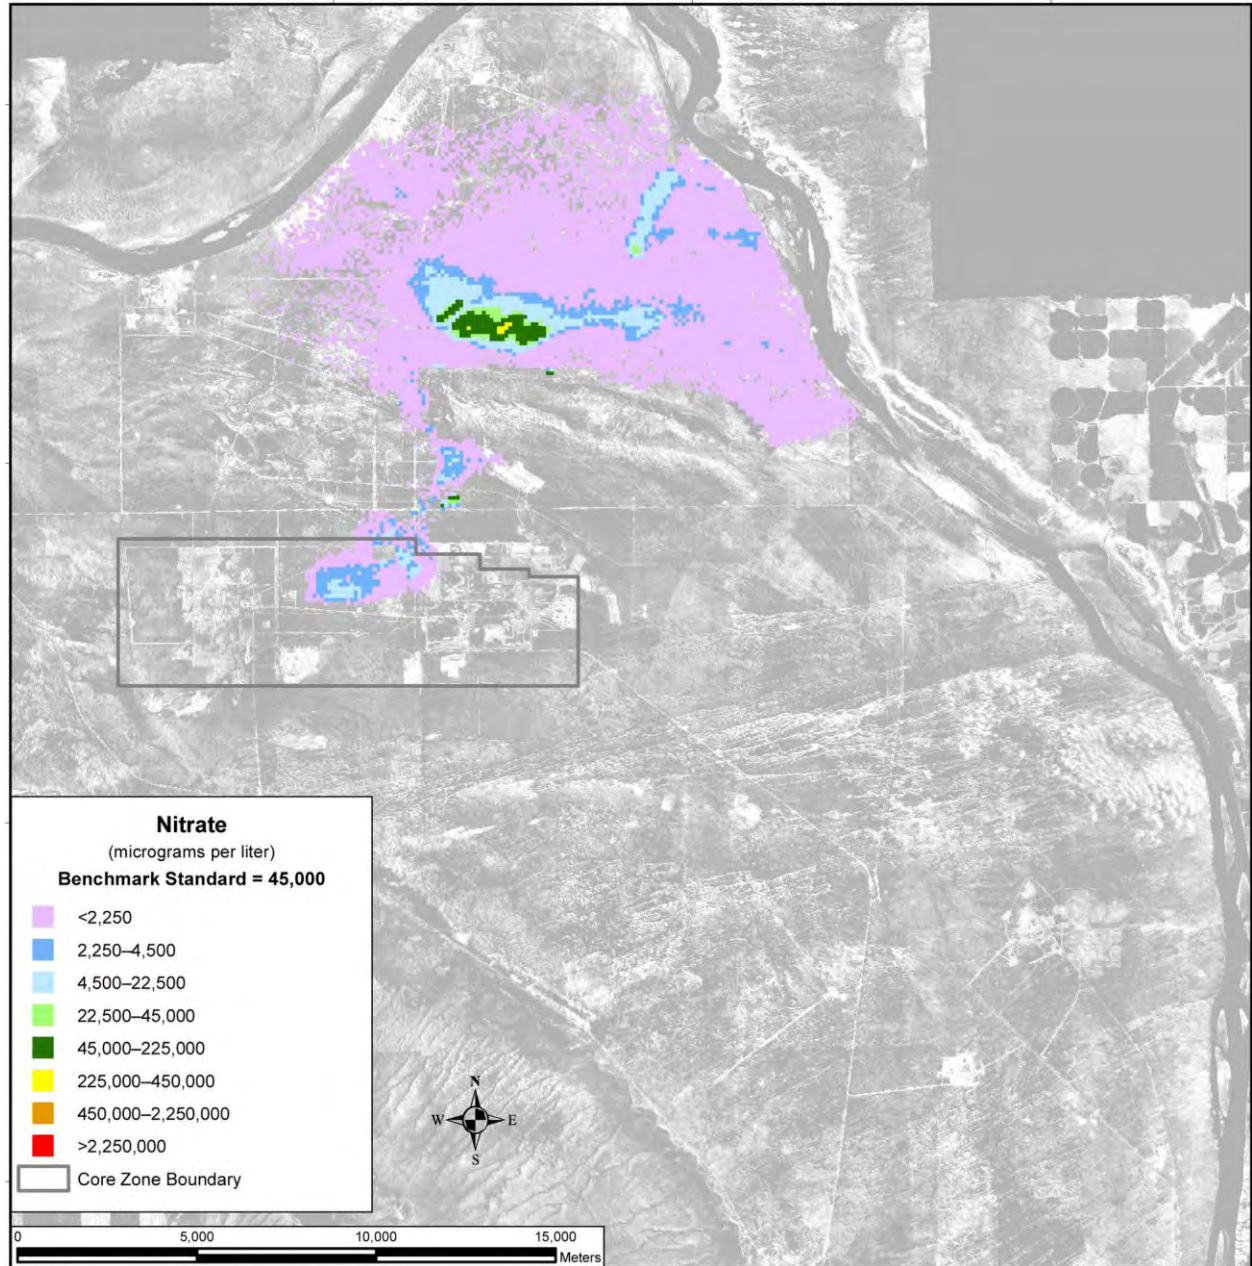 Nitrate
(micrograms per liter)
Benchmark Standard = 45,000
<2,250
2,250–4,500
4,500–22,500
22,500–45,000
45,000–225,000
225,000–450,000
450,000–2,250,000
>2,250,000
Core Zone Boundary
N
W E
S
0 5,000 10,000 15,000
Meters